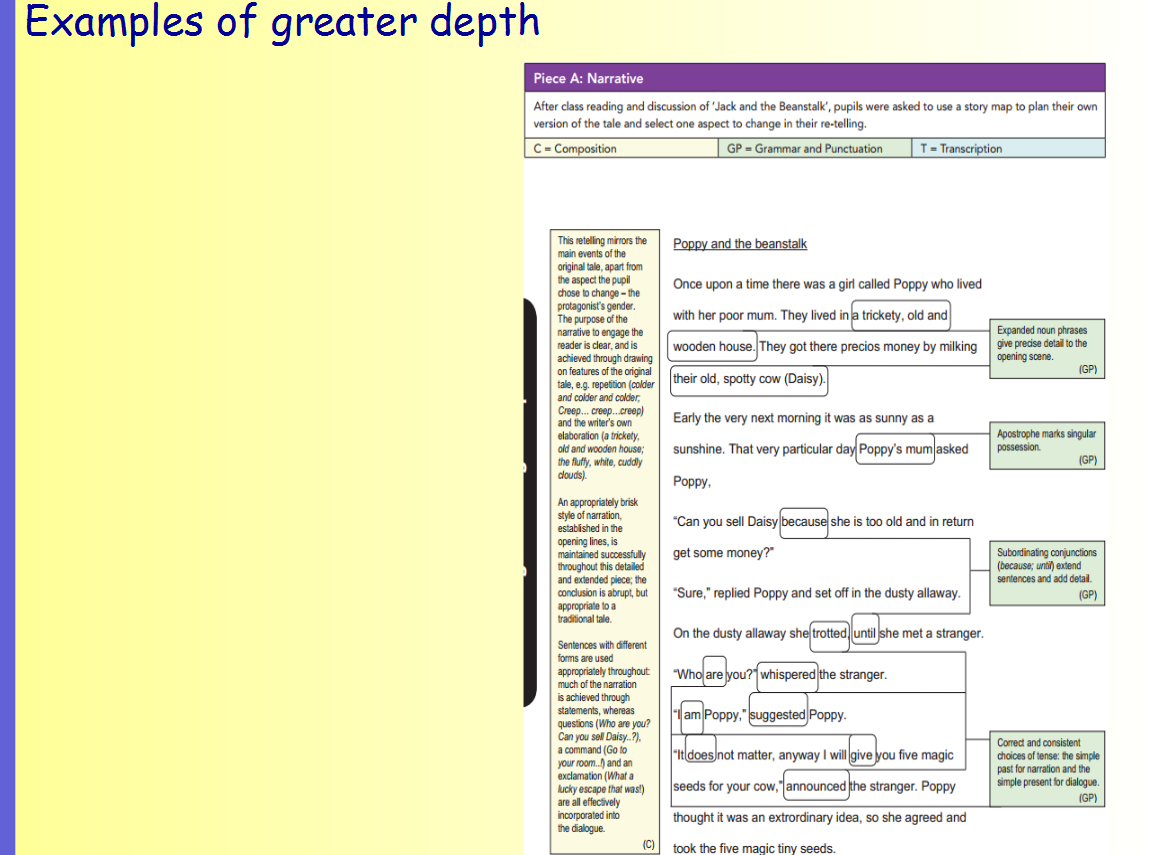 Examples of greater depth
Piece A: Narrative
After class reading and discussion of 'Jack and the Beanstalk', pupils were asked to use a story map to plan their own
version of the tale and select one aspect to change in their re-telling.
C = Composition
GP = Grammar and Punctuation
T = Transcription
This retelling mirrors the
main events of the
original tale, apart from
the aspect the pupil
chose to change – the
protagonist's gender.
The purpose of the
narrative to engage the
reader is clear, and is
achieved through drawing
on features of the original
tale, e.g. repetition (colder
and colder and colder;
Creep… creep…creep)
and the writer's own
elaboration (a trickety,
old and wooden house;
the fluffy, white, cuddly
clouds).
An appropriately brisk
style of narration,
established in the
opening lines, is
maintained successfully
throughout this detailed
and extended piece; the
conclusion is abrupt, but
appropriate to a
traditional tale.
Sentences with different
forms are used
appropriately throughout:
much of the narration
is achieved through
statements, whereas
questions (Who are you?
Can you sell Daisy..?),
a command (Go to
your room..!) and an
exclamation (What a
lucky escape that was!)
are all effectively
incorporated into
the dialogue.
(C)
Poppy and the beanstalk
Once upon a time there was a girl called Poppy who lived
with her poor mum. They lived in a trickety, old and
wooden house. They got there precios money by milking
their old, spotty cow (Daisy).
Early the very next morning it was as sunny as a
sunshine. That very particular day Poppy's mum asked
Poppy,
"Can you sell Daisy because she is too old and in return
get some money?"
"Sure," replied Poppy and set off in the dusty allaway.
On the dusty allaway she trotted, until she met a stranger.
"Who are you?" whispered the stranger.
"I am Poppy," suggested Poppy.
"It does not matter, anyway I will give you five magic
seeds for your cow," announced the stranger. Poppy
thought it was an extrordinary idea, so she agreed and
took the five magic tiny seeds.
Expanded noun phrases
give precise detail to the
opening scene.
(GP)
Apostrophe marks singular
possession.
(GP)
Subordinating conjunctions
(because; until) extend
sentences and add detail.
(GP)
Correct and consistent
choices of tense: the simple
past for narration and the
simple present for dialogue.
(GP)